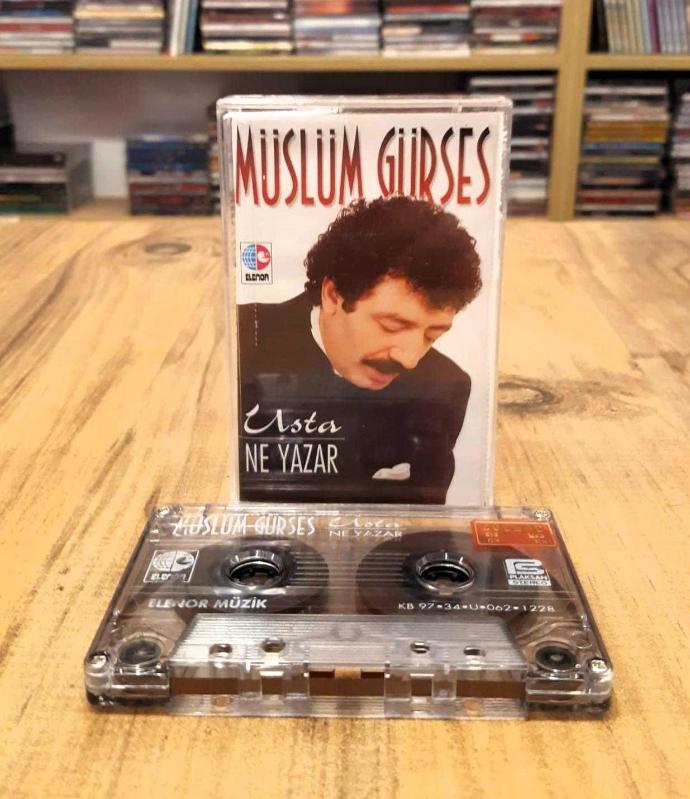 MÜSLÜM GÜRSES
ELENOR
Usta
NE YAZAR
MÜSLÜM GÜRSES
Usta
NE YAZAR
ELENOR
PLAKSAN
STEREO
ELENOR MÜZİK
KB 97•34•U•062•1228